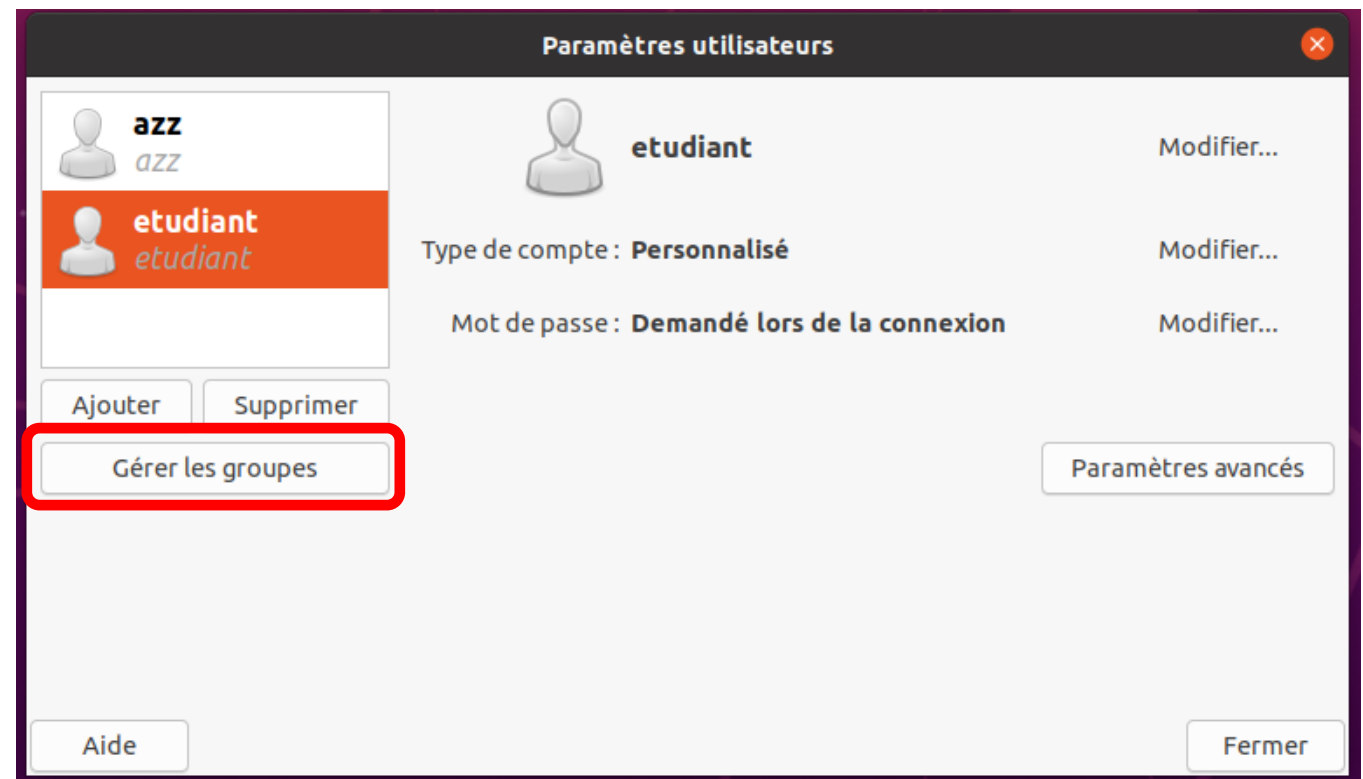 Paramètres utilisateurs
azz
azz
etudiant
etudiant
etudiant
Modifier...
Type de compte : Personnalisé
Modifier...
Mot de passe : Demandé lors de la connexion
Modifier...
Ajouter
Supprimer
Gérer les groupes
Paramètres avancés
Aide
Fermer